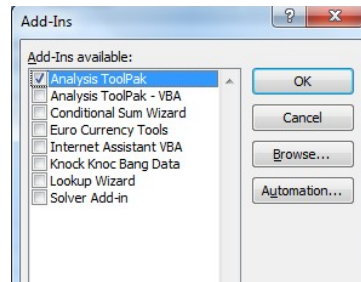 Add-Ins
Add-Ins available:
Analysis ToolPak
Analysis ToolPak - VBA
Conditional Sum Wizard
Euro Currency Tools
Internet Assistant VBA
Knock Knoc Bang Data
Lookup Wizard
Solver Add-in
OK
Cancel
Browse...
Automation...